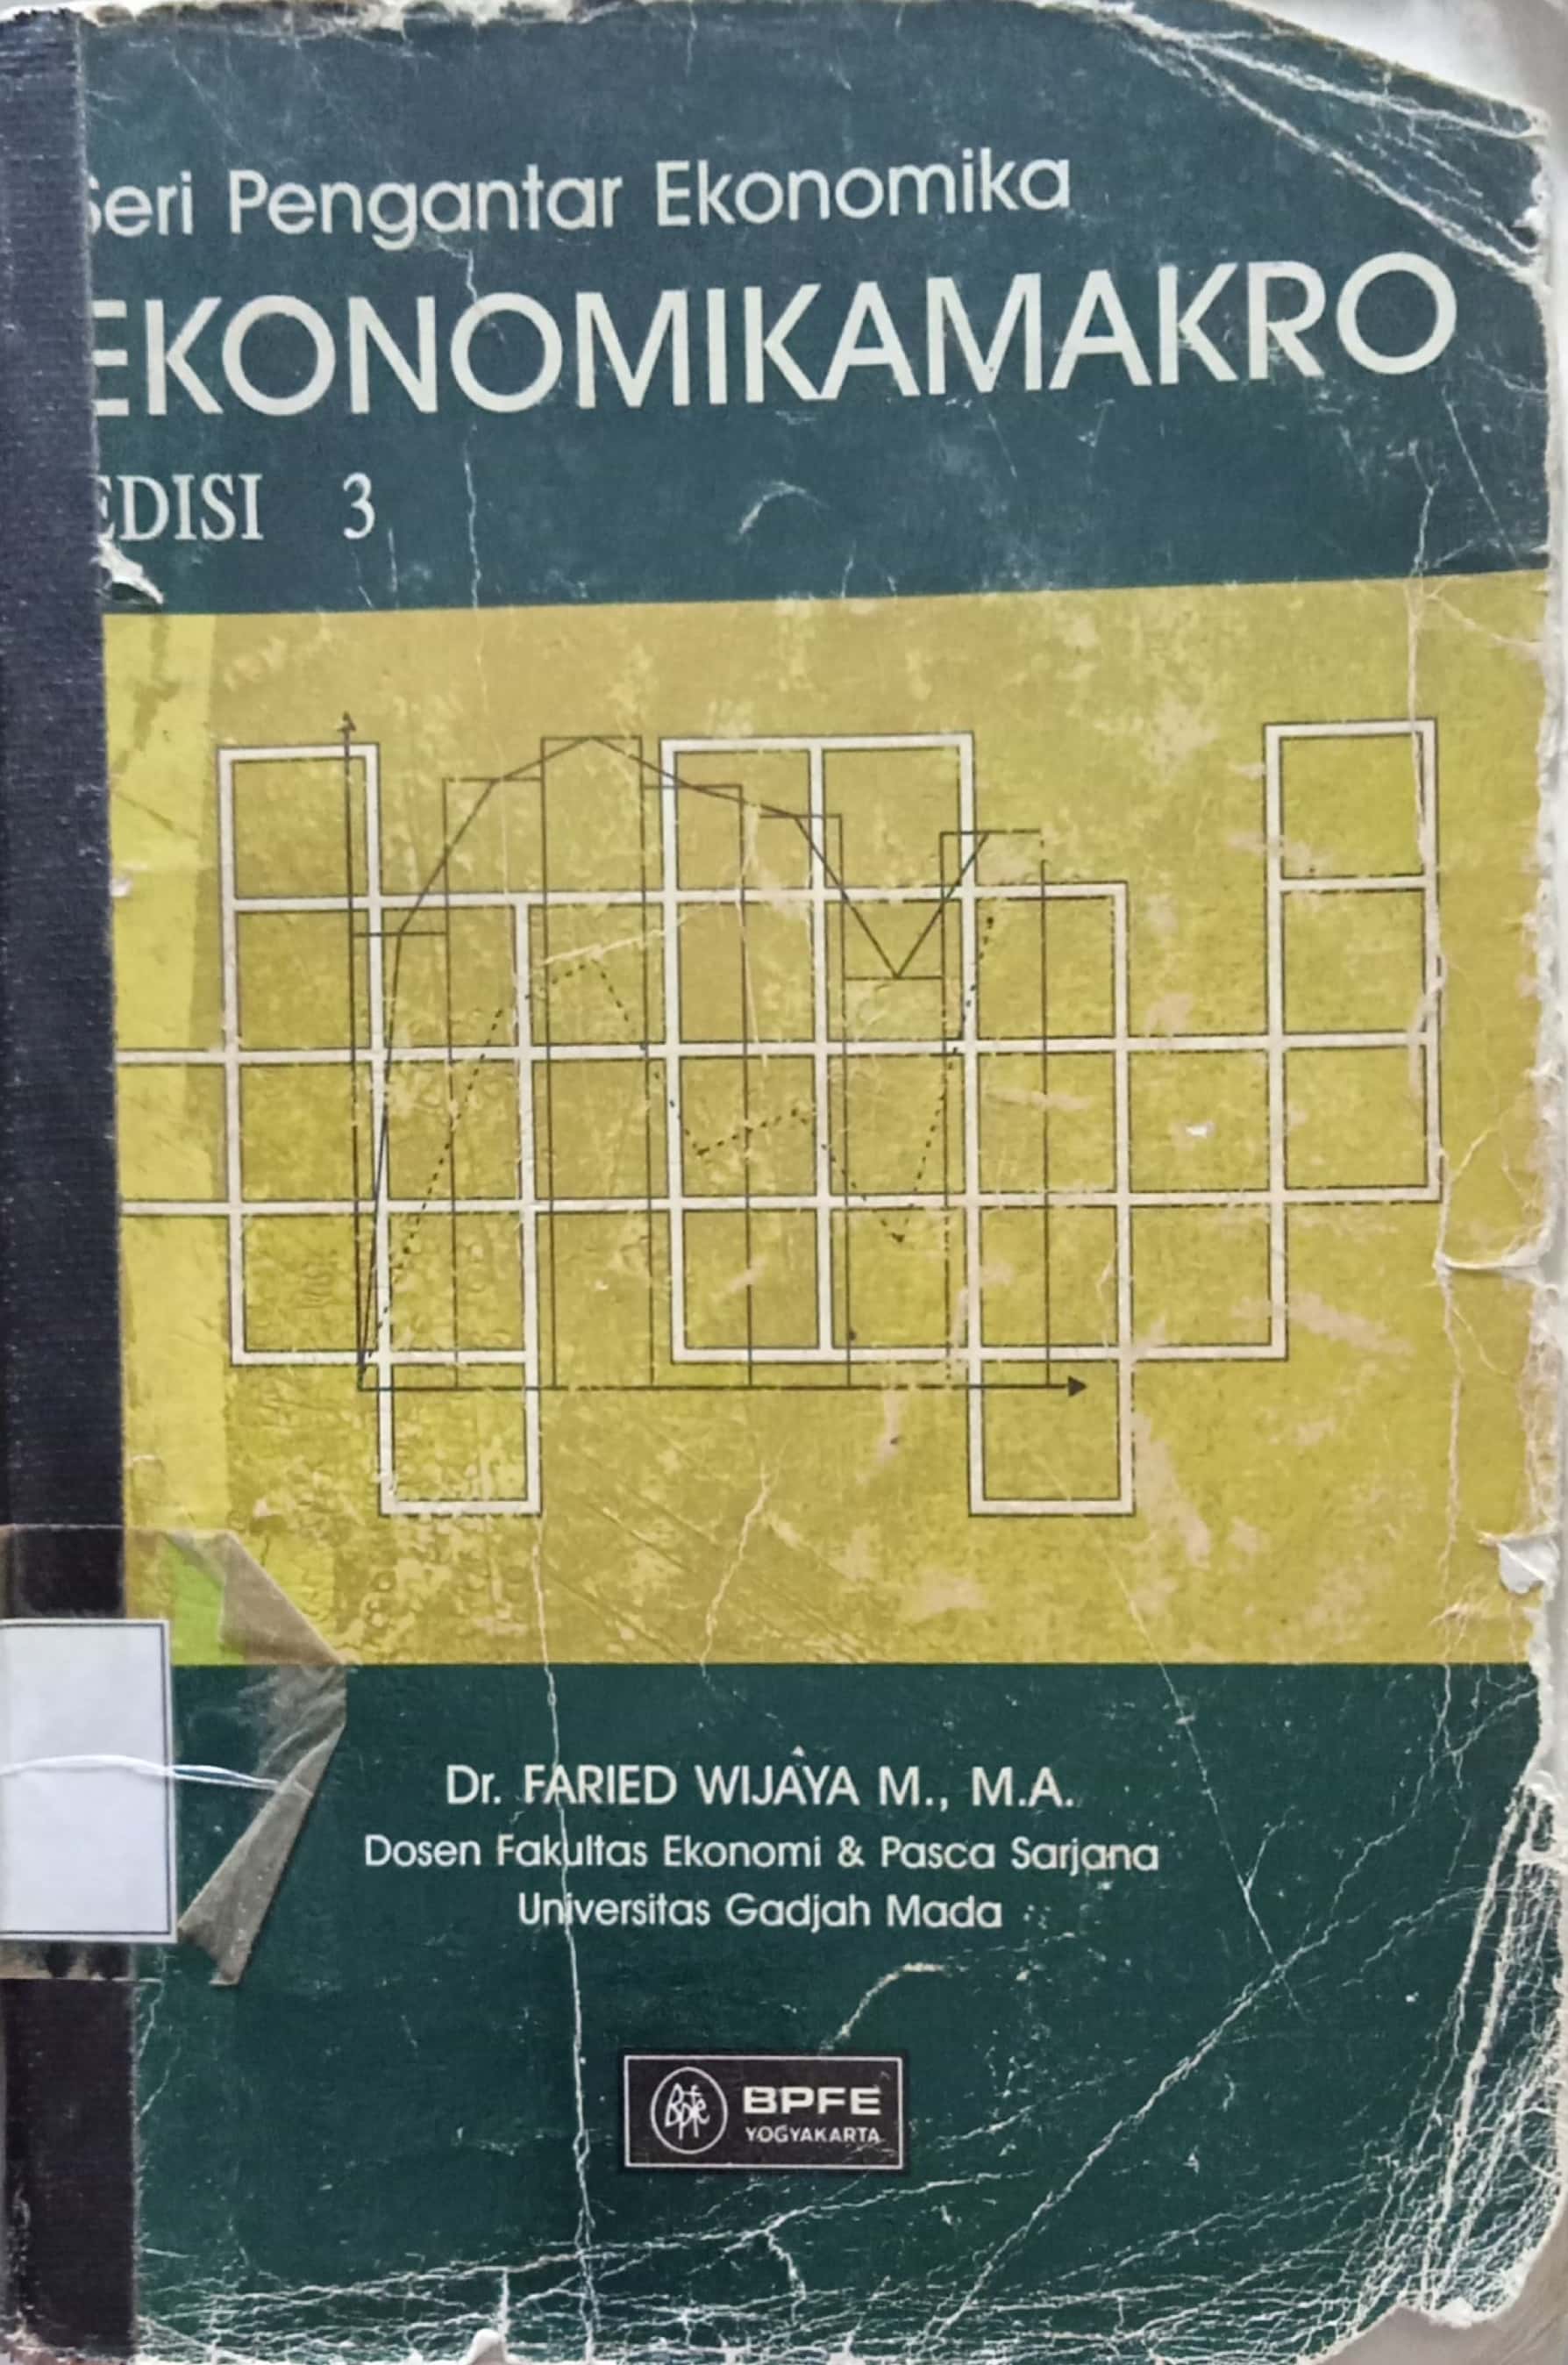 Seri Pengantar Ekonomika
EKONOMIKAMAKRO
EDISI 3
Dr. FARIED WIJAYA M., M.A.
Dosen Fakultas Ekonomi & Pasca Sarjana
Universitas Gadjah Mada
Bpfe
BPFE
YOGYAKARTA